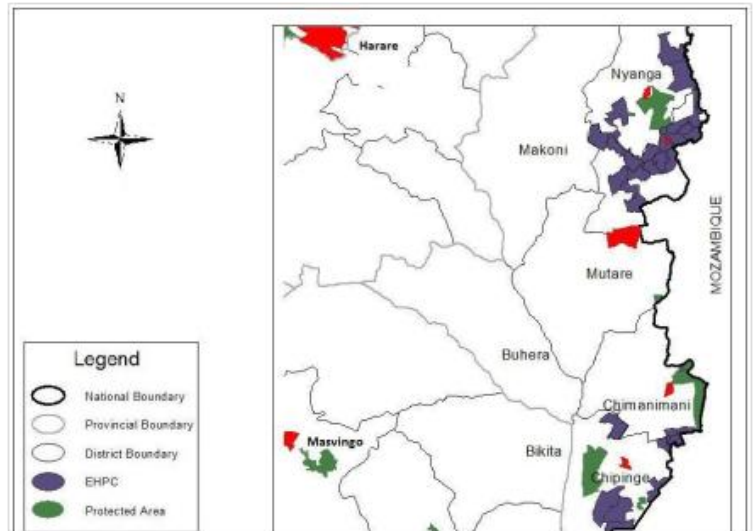 N
Harare
Nyanga
Makoni
MOZAMBIQUE
Mutare
Buhera
Chimanimani
Masvingo
Bikita
Chipinge
Legend
National Boundary
Provincial Boundary
District Boundary
EHPC
Protected Area